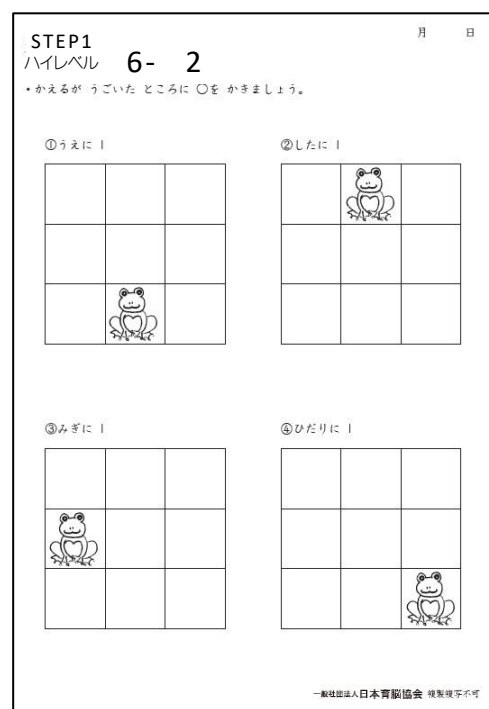 月　日
STEP1
ハイレベル　6-　2
・かえるが うごいた ところに ○を かきましょう。
①うえに 1
②したに 1
③みぎに 1
④ひだりに 1
一般社団法人日本育脳協会 複製複写不可